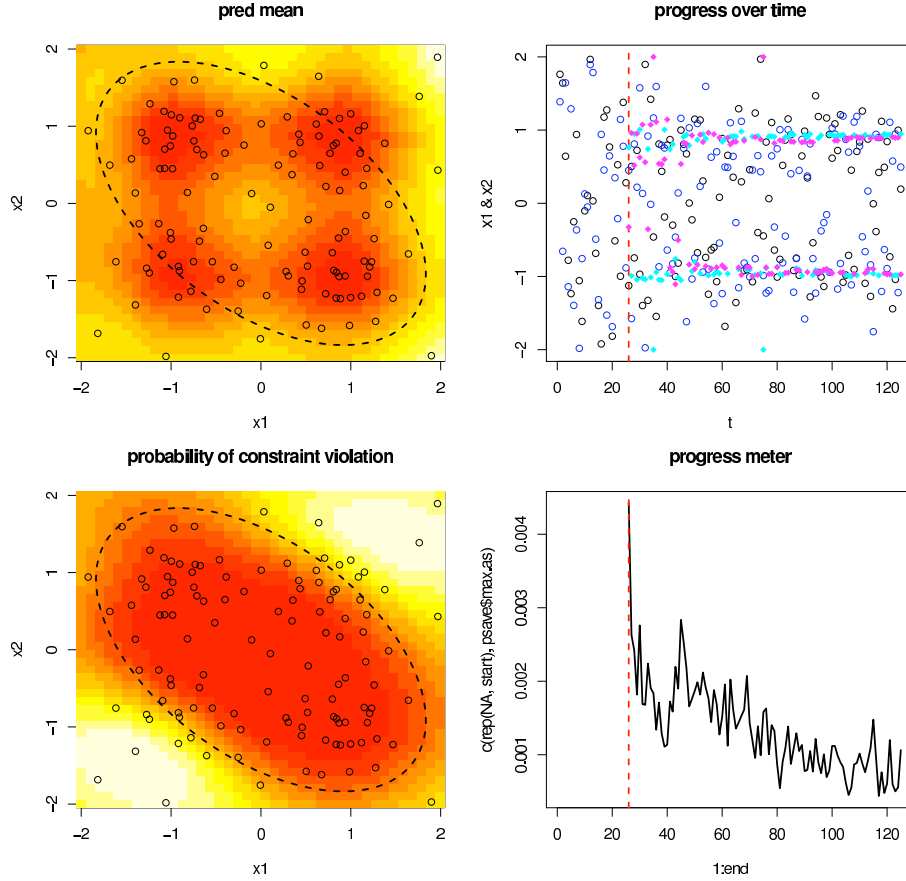 pred mean
x2
2
1
0
-1
-2
-2 -1 0 1 2
x1
progress over time
x1 & x2
2
1
0
-1
-2
0 20 40 60 80 100 120
t
probability of constraint violation
x2
2
1
0
-1
-2
-2 -1 0 1 2
x1
progress meter
c(rep(NA, start), psave$max.as)
0.004
0.003
0.002
0.001
0 20 40 60 80 100 120
1:end